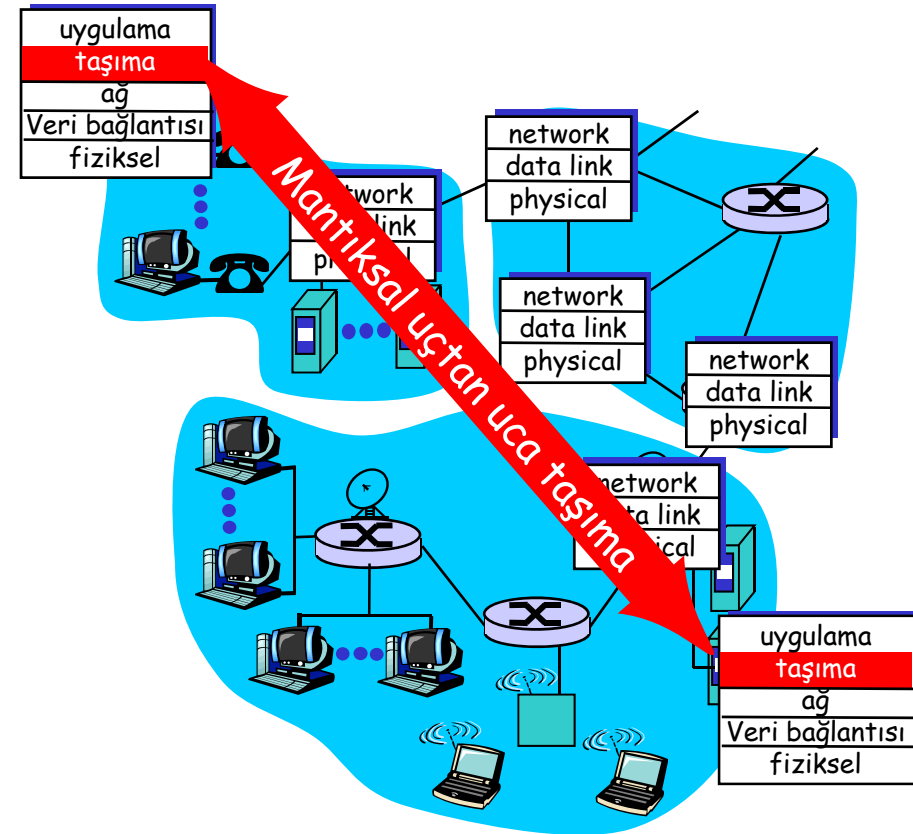 uygulama
taşıma
ağ
Veri bağlantısı
fiziksel
network
data link
physical
Mantıksal uçtan uca taşıma
network
data link
physical
network
data link
physical
network
uygulama
taşıma
ağ
Veri bağlantısı
fiziksel